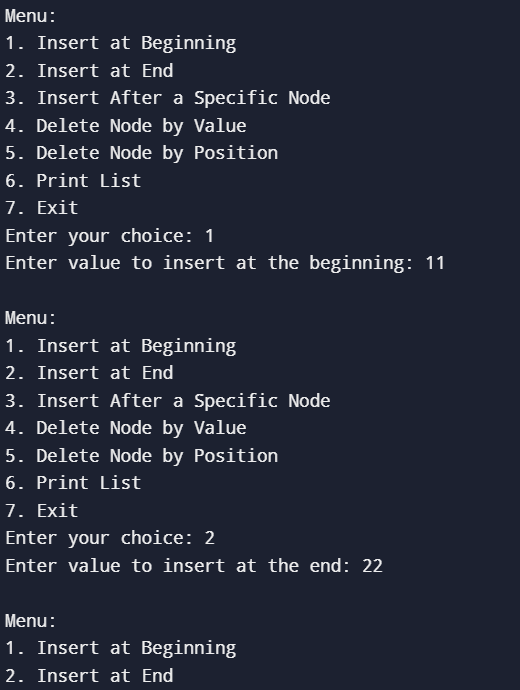 Menu:
1. Insert at Beginning
2. Insert at End
3. Insert After a Specific Node
4. Delete Node by Value
5. Delete Node by Position
6. Print List
7. Exit
Enter your choice: 1
Enter value to insert at the beginning: 11

Menu:
1. Insert at Beginning
2. Insert at End
3. Insert After a Specific Node
4. Delete Node by Value
5. Delete Node by Position
6. Print List
7. Exit
Enter your choice: 2
Enter value to insert at the end: 22

Menu:
1. Insert at Beginning
2. Insert at End